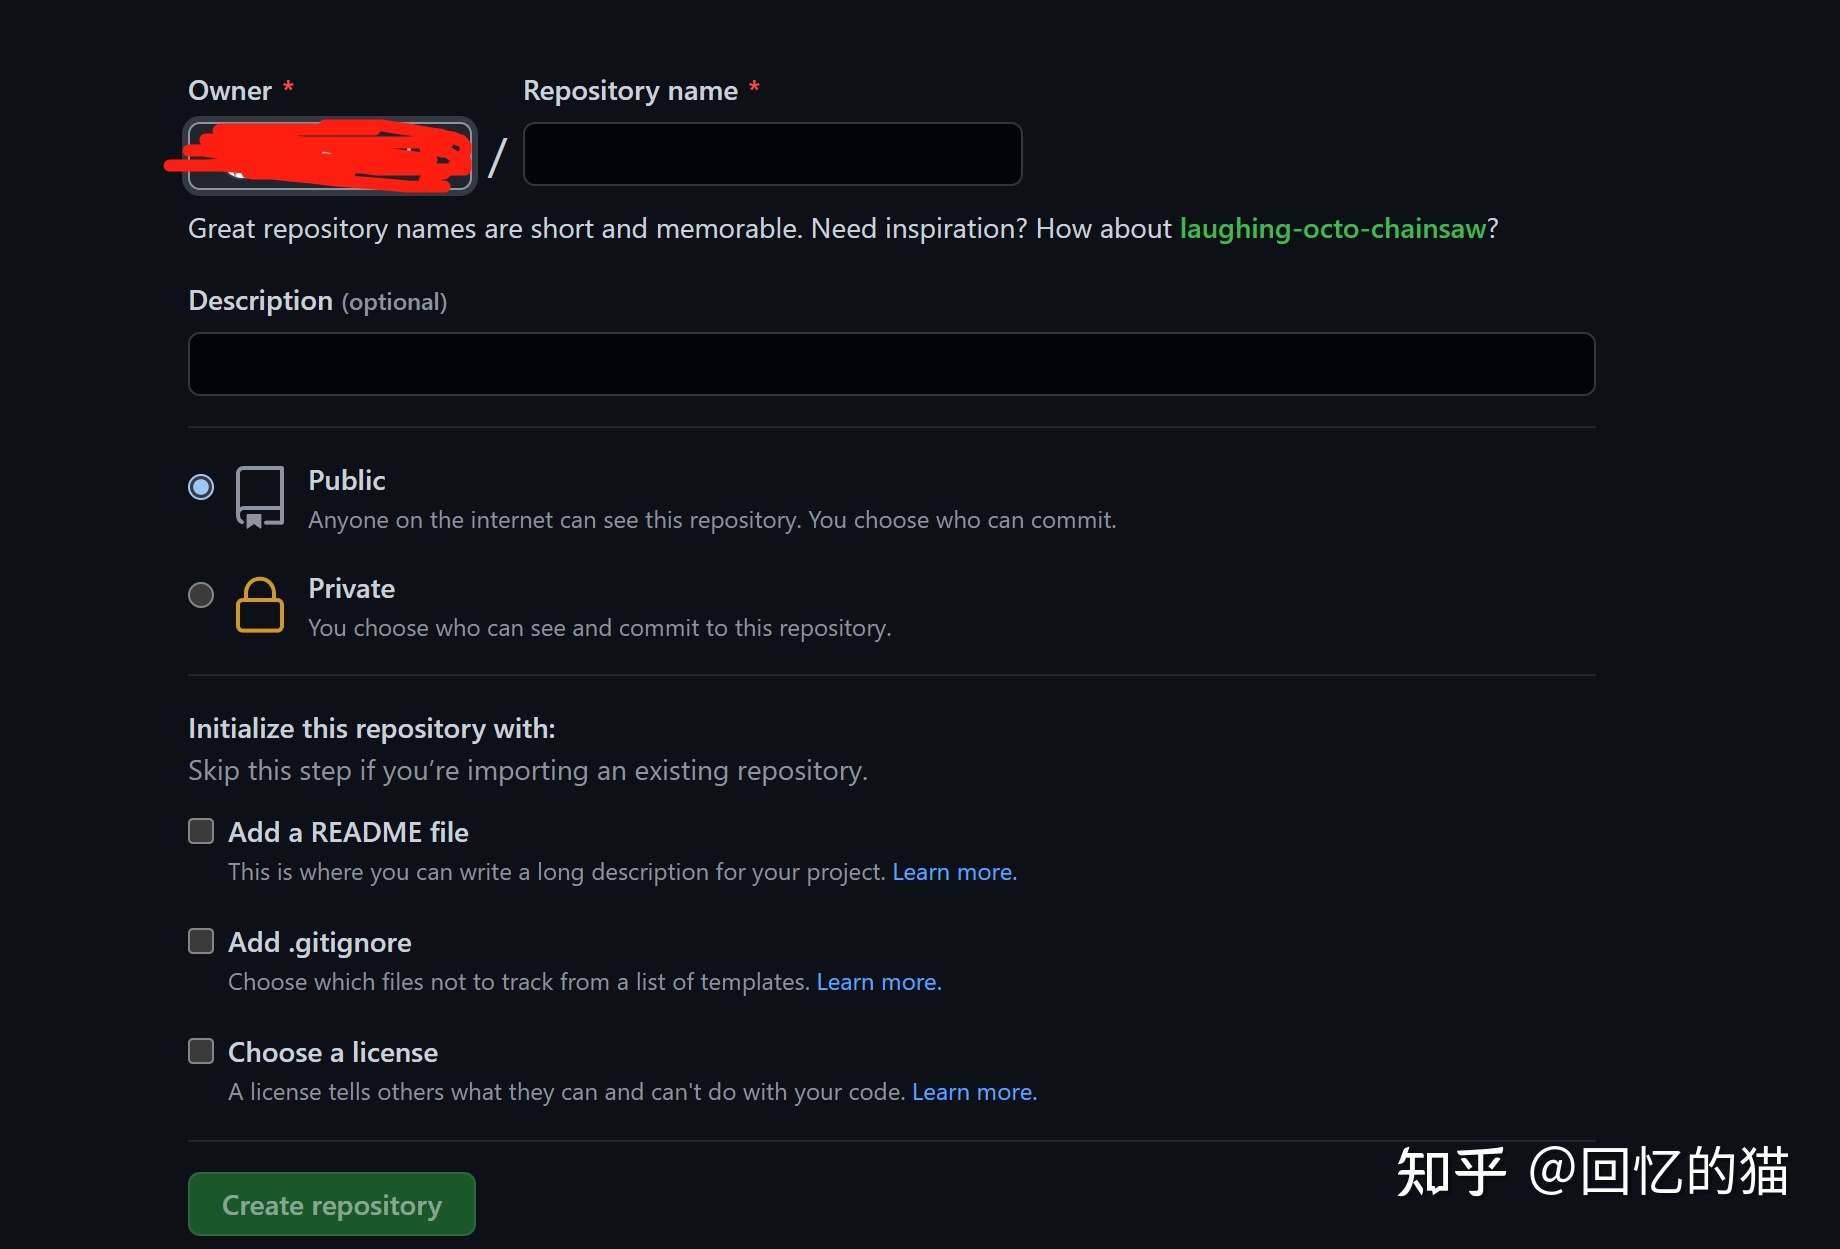 Owner *
Repository name *
/
Great repository names are short and memorable. Need inspiration? How about laughing-octo-chainsaw?
Description (optional)
Public
Anyone on the internet can see this repository. You choose who can commit.
Private
You choose who can see and commit to this repository.
Initialize this repository with:
Skip this step if you’re importing an existing repository.
Add a README file
This is where you can write a long description for your project. Learn more.
Add .gitignore
Choose which files not to track from a list of templates. Learn more.
Choose a license
A license tells others what they can and can't do with your code. Learn more.
Create repository
知乎 @回忆的猫